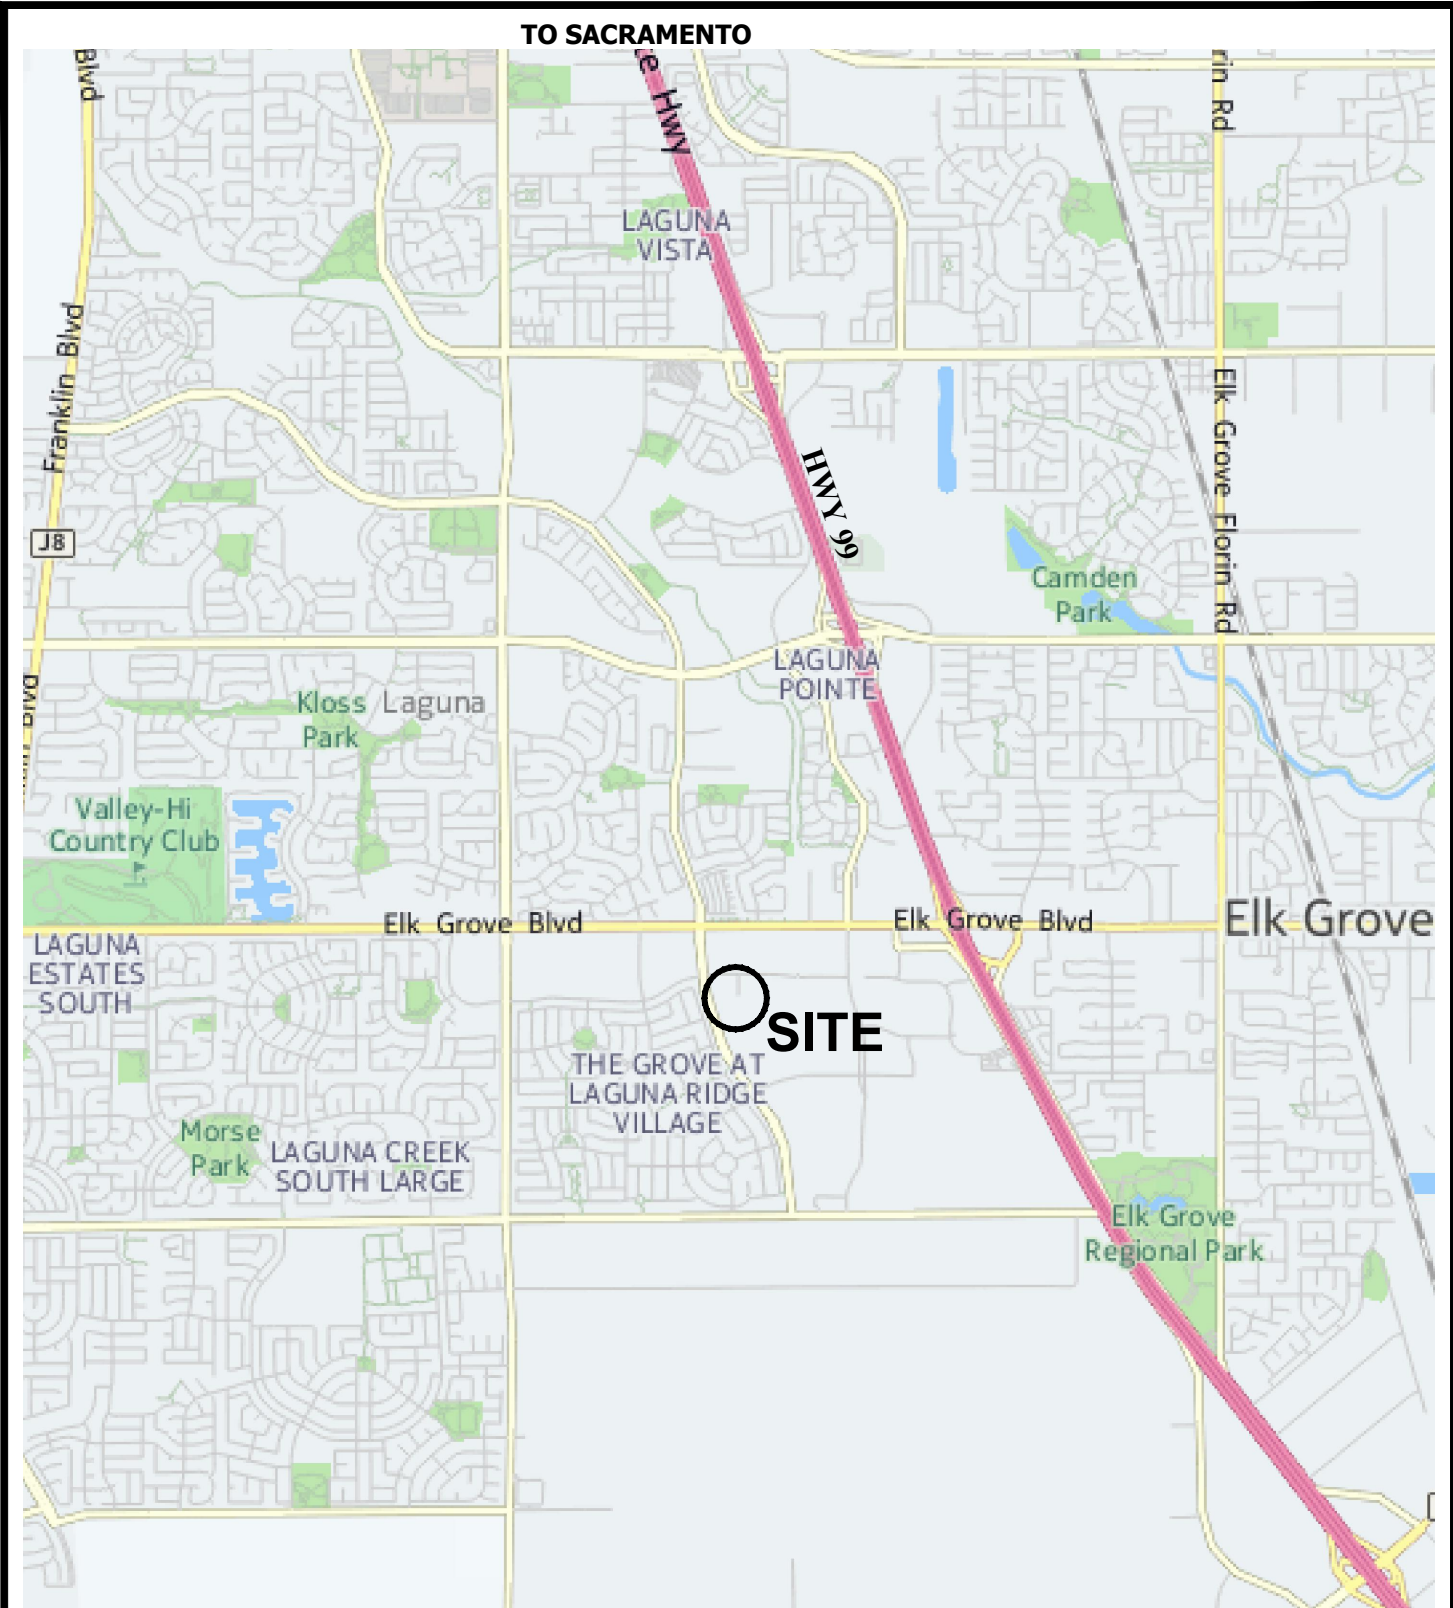 TO SACRAMENTO
Blvd
e Hwy
rin Rd
LAGUNA
VISTA
Franklin Blvd
Elk Grove Florin Rd
HWY 99
J8
Camden
Park
LAGUNA
POINTE
Kloss
Park
Laguna
Blvd
Valley-Hi
Country Club
Elk Grove Blvd
Elk Grove Blvd
Elk Grove
LAGUNA
ESTATES
SOUTH
SITE
THE GROVE AT
LAGUNA RIDGE
VILLAGE
Morse
Park
LAGUNA CREEK
SOUTH LARGE
Elk Grove
Regional Park